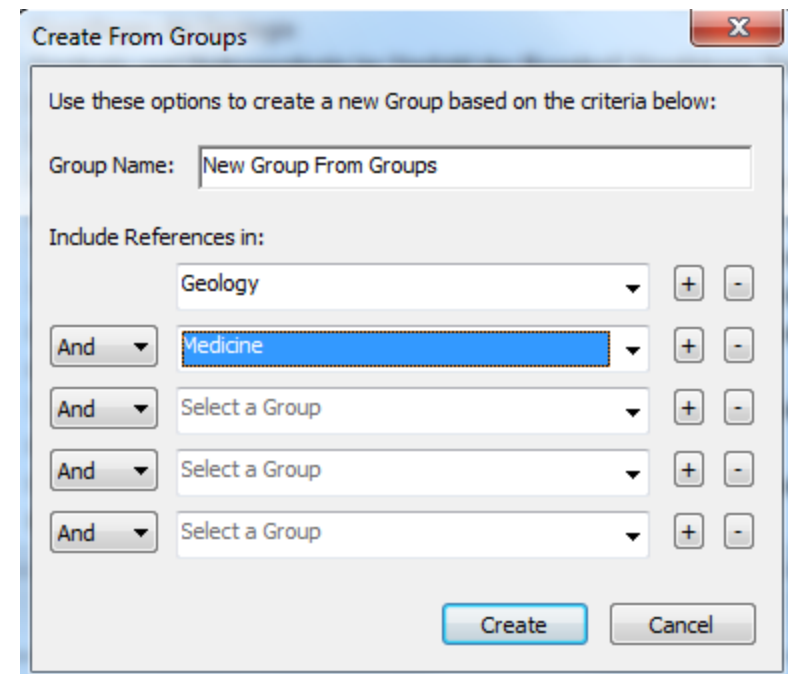 Create From Groups
Use these options to create a new Group based on the criteria below:
Group Name: New Group From Groups
Include References in:
Geology + -
And Medicine + -
And Select a Group + -
And Select a Group + -
And Select a Group + -
Create Cancel